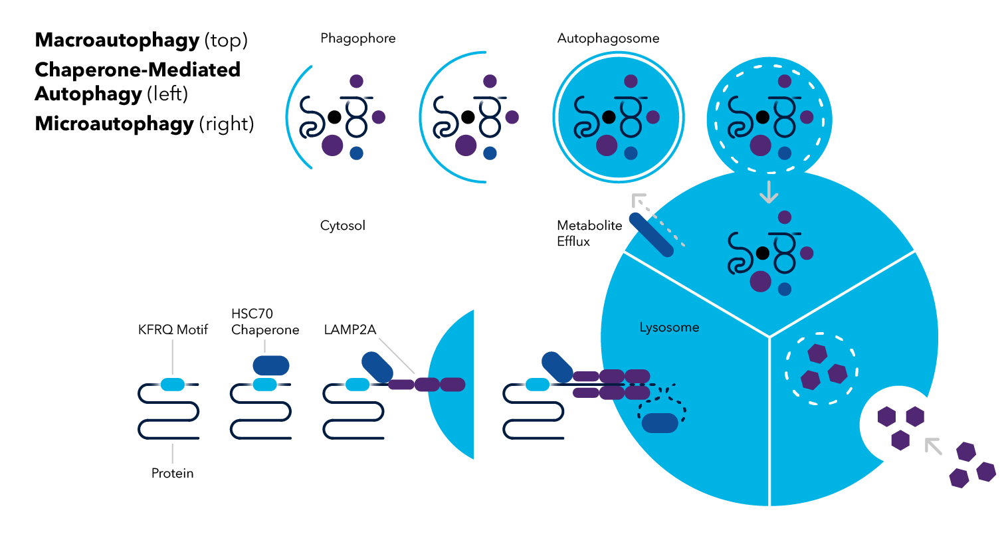 Macroautophagy (top)
Chaperone-Mediated
Autophagy (left)
Microautophagy (right)
Phagophore
Autophagosome
Cytosol
Metabolite
Efflux
Lysosome
KFRQ Motif
HSC70
Chaperone
LAMP2A
Protein